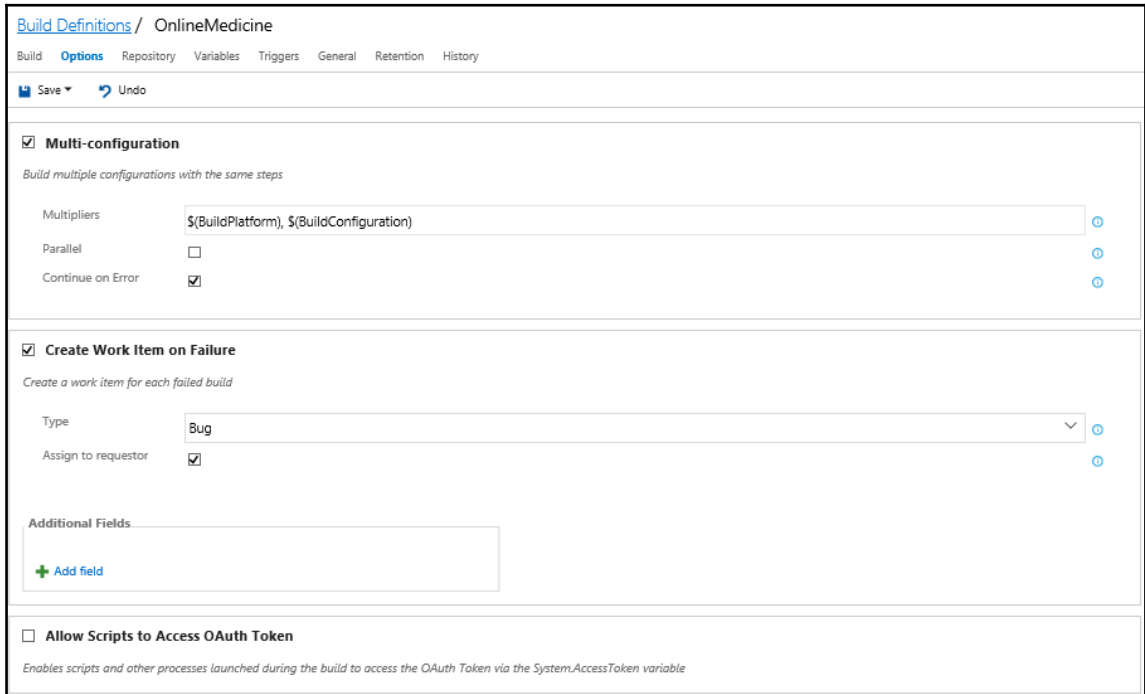 Build Definitions / OnlineMedicine
Build Options Repository Variables Triggers General Retention History
Save Undo
Multi-configuration
Build multiple configurations with the same steps
Multipliers $(BuildPlatform), $(BuildConfiguration)
Parallel
Continue on Error
Create Work Item on Failure
Create a work item for each failed build
Type Bug
Assign to requestor
Additional Fields
Add field
Allow Scripts to Access OAuth Token
Enables scripts and other processes launched during the build to access the OAuth Token via the System.AccessToken variable